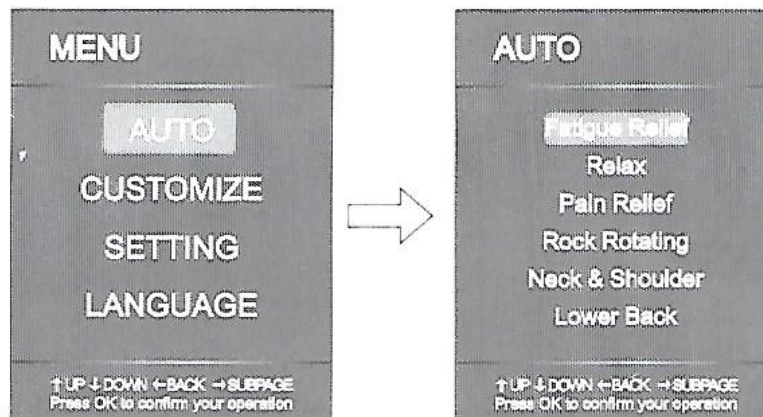 MENU
AUTO
CUSTOMIZE
SETTING
LANGUAGE
↑ UP ↓ DOWN ←BACK →SUBPAGE
Press OK to confirm your operation
AUTO
Fatigue Relief
Relax
Pain Relief
Rock Rotating
Neck & Shoulder
Lower Back
↑ UP ↓ DOWN ←BACK →SUBPAGE
Press OK to confirm your operation